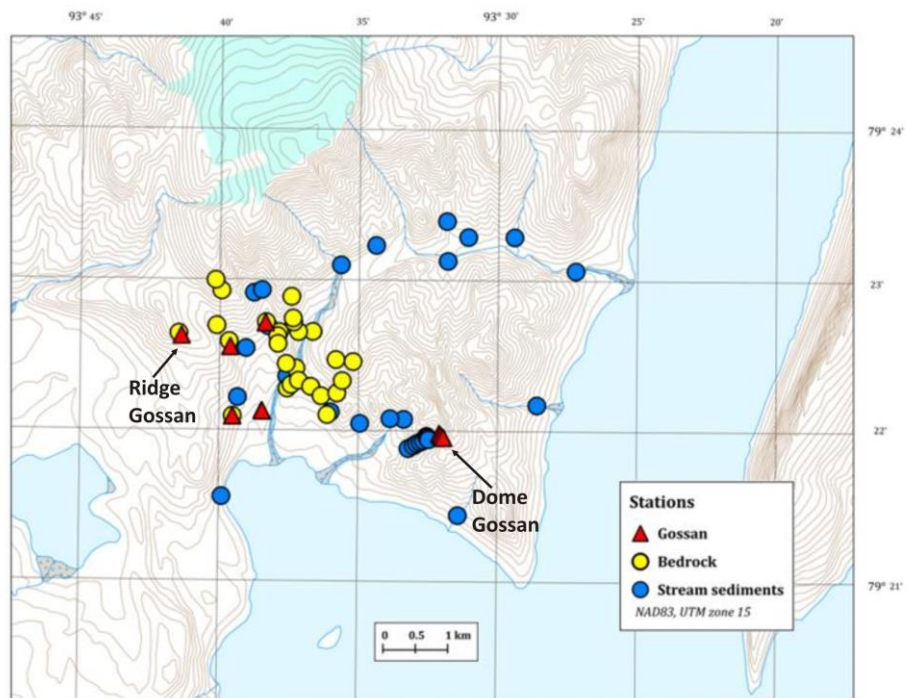 93° 45'
40'
35'
93° 30'
25'
20'
79° 24'
23'
Ridge
Gossan
22'
Dome
Gossan
Stations
Gossan
Bedrock
Stream sediments
NAD83, UTM zone 15
79° 21'
0 0.5 1 km